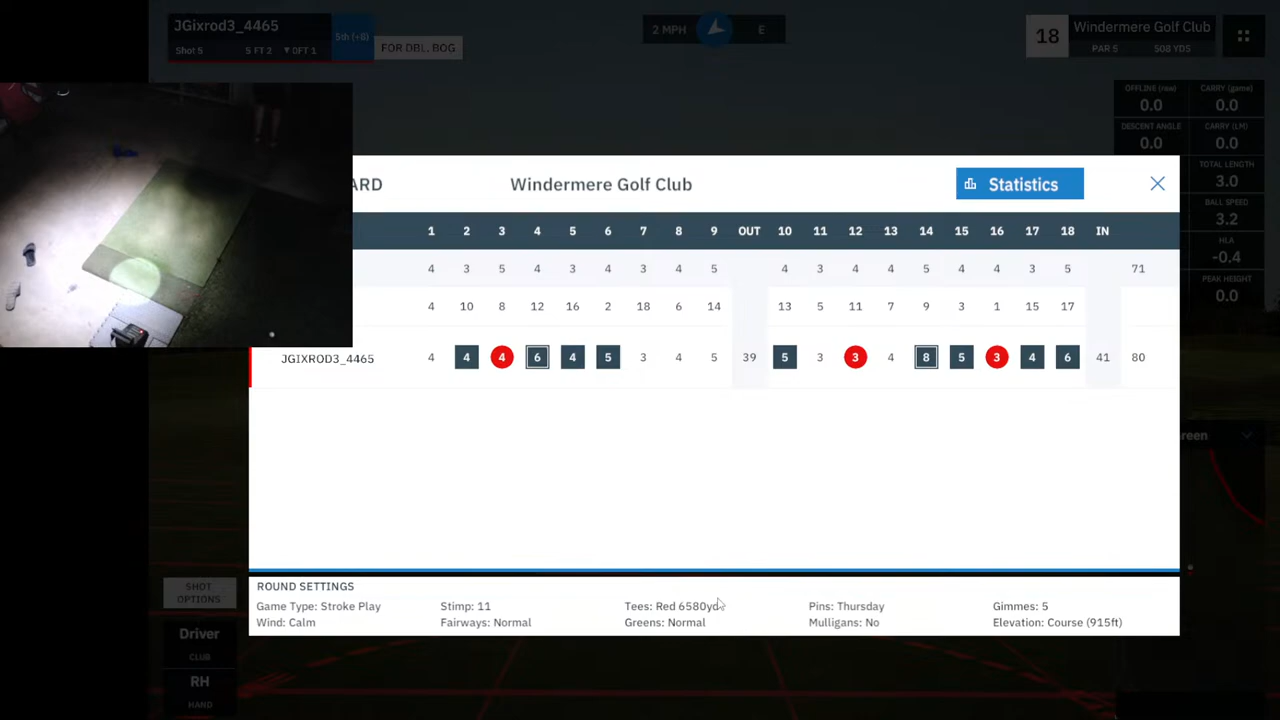 JGixrod3_4465
Shot 5 5 FT 2 ▼0FT 1
5th (+8)
FOR DBL. BOG
2 MPH E
18 Windermere Golf Club
PAR 5 508 YDS
OFFLINE (raw) CARRY (game)
0.0 0.0
DESCENT ANGLE CARRY (LM)
0.0 0.0
TOTAL LENGTH
3.0
BALL SPEED
3.2
HLA
-0.4
PEAK HEIGHT
0.0
ARD Windermere Golf Club Statistics
1 2 3 4 5 6 7 8 9 OUT 10 11 12 13 14 15 16 17 18 IN
4 3 5 4 3 4 3 4 5 4 3 4 4 5 4 4 3 5 71
4 10 8 12 16 2 18 6 14 13 5 11 7 9 3 1 15 17
JGIXROD3_4465 4 4 4 6 4 5 3 4 5 39 5 3 3 4 8 5 3 4 6 41 80
reen
ROUND SETTINGS
Game Type: Stroke Play Stimp: 11 Tees: Red 6580yd Pins: Thursday Gimmes: 5
Wind: Calm Fairways: Normal Greens: Normal Mulligans: No Elevation: Course (915ft)
SHOT
OPTIONS
Driver
CLUB
RH
HAND